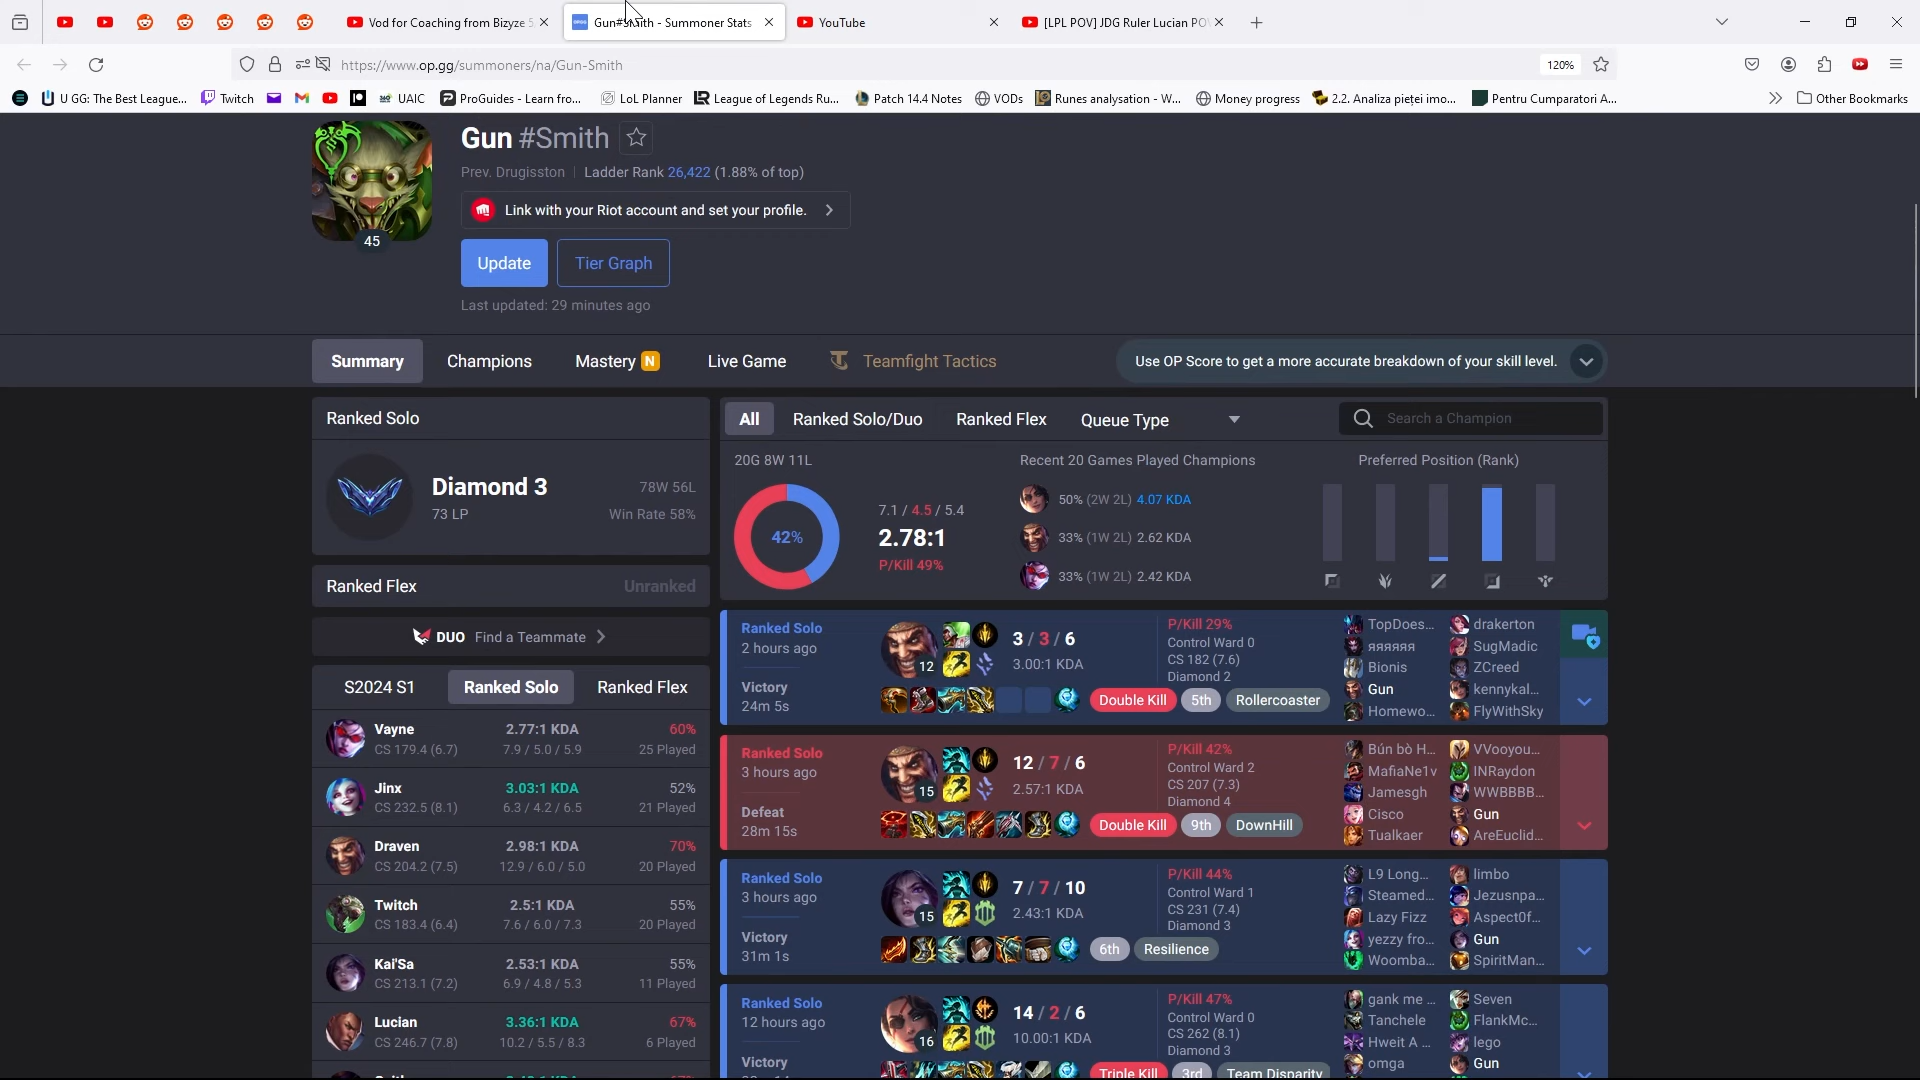 Vod for Coaching from Bizyze 5
Gun#Smith - Summoner Stats
YouTube
[LPL POV] JDG Ruler Lucian PO
https://www.op.gg/summoners/na/Gun-Smith
120%
U GG: The Best League...
Twitch
UAIC
ProGuides - Learn fro...
LoL Planner
League of Legends Ru...
Patch 14.4 Notes
VODs
Runes analysation - W...
Money progress
2.2. Analiza pieței imo...
Pentru Cumparatori A...
Other Bookmarks
Gun #Smith
Prev. Drugisston
Ladder Rank 26,422 (1.88% of top)
Link with your Riot account and set your profile.
45
Update
Tier Graph
Last updated: 29 minutes ago
Summary
Champions
Mastery N
Live Game
Teamfight Tactics
Use OP Score to get a more accurate breakdown of your skill level.
Ranked Solo
Diamond 3
73 LP
78W 56L
Win Rate 58%
Ranked Flex
Unranked
DUO Find a Teammate
S2024 S1
Ranked Solo
Ranked Flex
Vayne
CS 179.4 (6.7)
2.77:1 KDA
7.9 / 5.0 / 5.9
60%
25 Played
Jinx
CS 232.5 (8.1)
3.03:1 KDA
6.3 / 4.2 / 6.5
52%
21 Played
Draven
CS 204.2 (7.5)
2.98:1 KDA
12.9 / 6.0 / 5.0
70%
20 Played
Twitch
CS 183.4 (6.4)
2.5:1 KDA
7.6 / 6.0 / 7.3
55%
20 Played
Kai'Sa
CS 213.1 (7.2)
2.53:1 KDA
6.9 / 4.8 / 5.3
55%
11 Played
Lucian
CS 246.7 (7.8)
3.36:1 KDA
10.2 / 5.5 / 8.3
67%
6 Played
All
Ranked Solo/Duo
Ranked Flex
Queue Type
Search a Champion
20G 8W 11L
42%
7.1 / 4.5 / 5.4
2.78:1
P/Kill 49%
Recent 20 Games Played Champions
50% (2W 2L) 4.07 KDA
33% (1W 2L) 2.62 KDA
33% (1W 2L) 2.42 KDA
Preferred Position (Rank)
Ranked Solo
2 hours ago
Victory
24m 5s
12
3 / 3 / 6
3.00:1 KDA
P/Kill 29%
Control Ward 0
CS 182 (7.6)
Diamond 2
Double Kill
5th
Rollercoaster
TopDoes...
яяяяяя
Bionis
Gun
Homewo...
drakerton
SugMadic
ZCreed
kennykal...
FlyWithSky
Ranked Solo
3 hours ago
Defeat
28m 15s
15
12 / 7 / 6
2.57:1 KDA
P/Kill 42%
Control Ward 2
CS 207 (7.3)
Diamond 4
Double Kill
9th
DownHill
Bún bò H...
MafiaNe1v
Jamesgh
Cisco
Tualkaer
VVooyou...
INRaydon
WWBBBB...
Gun
AreEuclid...
Ranked Solo
3 hours ago
Victory
31m 1s
15
7 / 7 / 10
2.43:1 KDA
P/Kill 44%
Control Ward 1
CS 231 (7.4)
Diamond 3
6th
Resilience
L9 Long...
Steamed...
Lazy Fizz
yezzy fro...
Woomba...
limbo
Jezusnpa...
Aspect0f...
Gun
SpiritMan...
Ranked Solo
12 hours ago
Victory
16
14 / 2 / 6
10.00:1 KDA
P/Kill 47%
Control Ward 0
CS 262 (8.1)
Diamond 3
Triple Kill
3rd
Team Disparity
gank me ...
Tanchele
Hweit A ...
omga
Seven
FlankMc...
lego
Gun